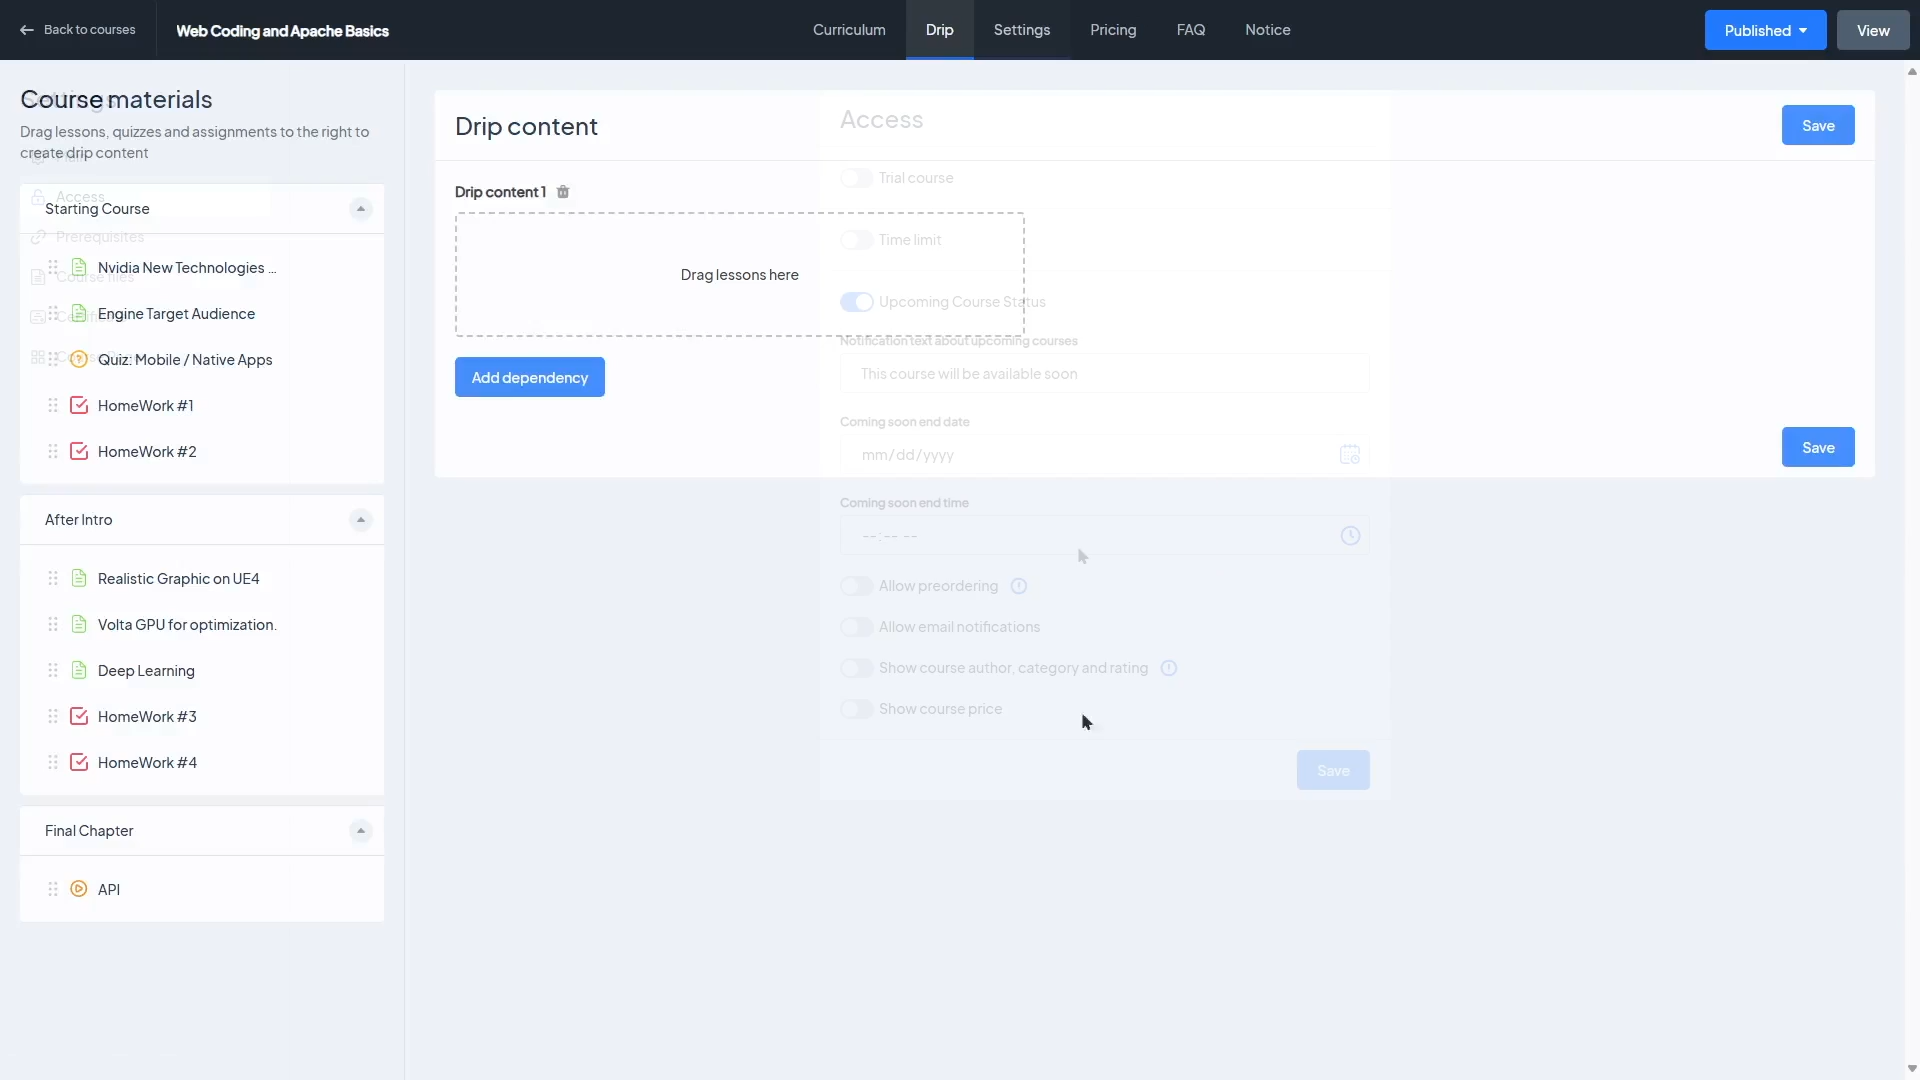 Back to courses
Web Coding and Apache Basics
Curriculum
Drip
Settings
Pricing
FAQ
Notice
Published
View
Course materials
Drag lessons, quizzes and assignments to the right to
create drip content
Access
Prerequisites
Course files
Starting Course
Nvidia New Technologies ...
Engine Target Audience
Quiz: Mobile / Native Apps
HomeWork #1
HomeWork #2
After Intro
Realistic Graphic on UE4
Volta GPU for optimization.
Deep Learning
HomeWork #3
HomeWork #4
Final Chapter
API
Drip content
Save
Drip content 1
Drag lessons here
Add dependency
Save
Access
Trial course
Time limit
Upcoming Course Status
Notification text about upcoming courses
This course will be available soon
Coming soon end date
mm/dd/yyyy
Coming soon end time
--:-- --
Allow preordering
Allow email notifications
Show course author, category and rating
Show course price
Save